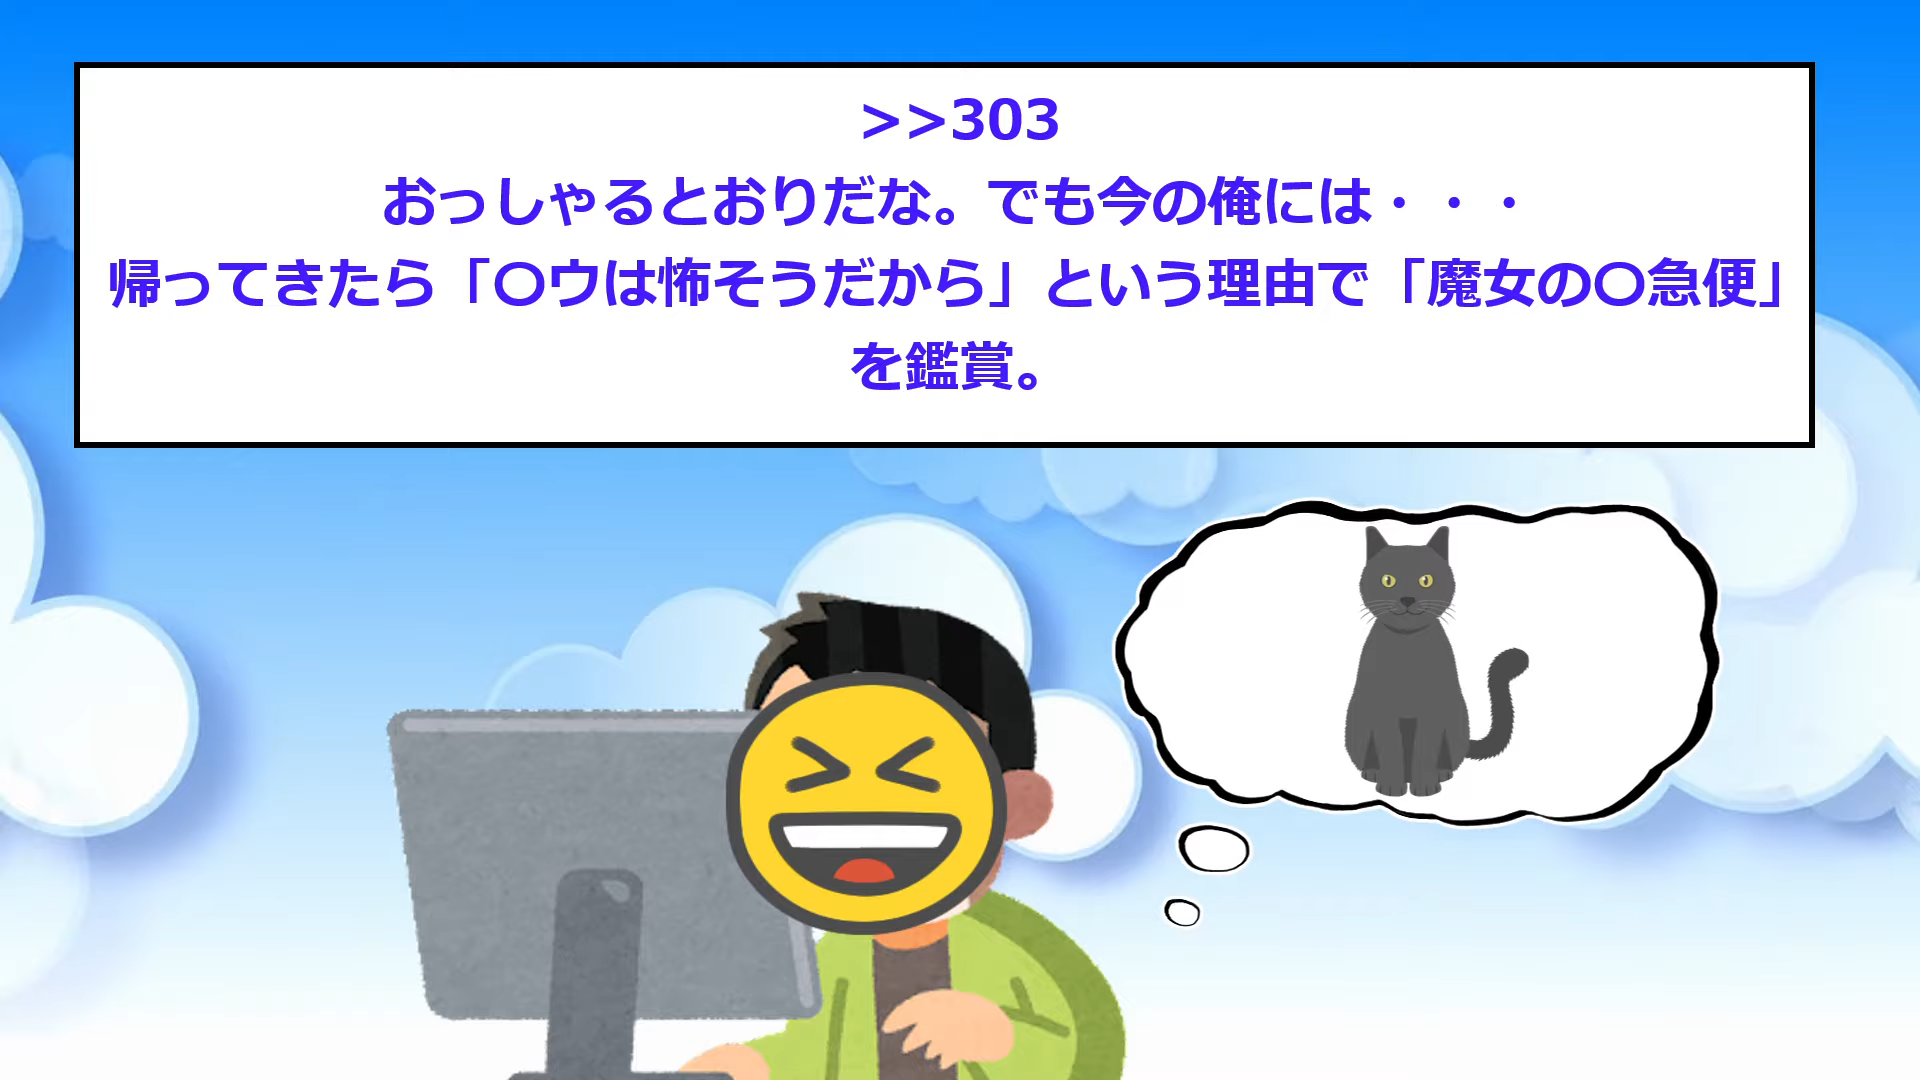 >>303
おっしゃるとおりだな。でも今の俺には・・・
帰ってきたら「〇ウは怖そうだから」という理由で「魔女の〇急便」
を鑑賞。